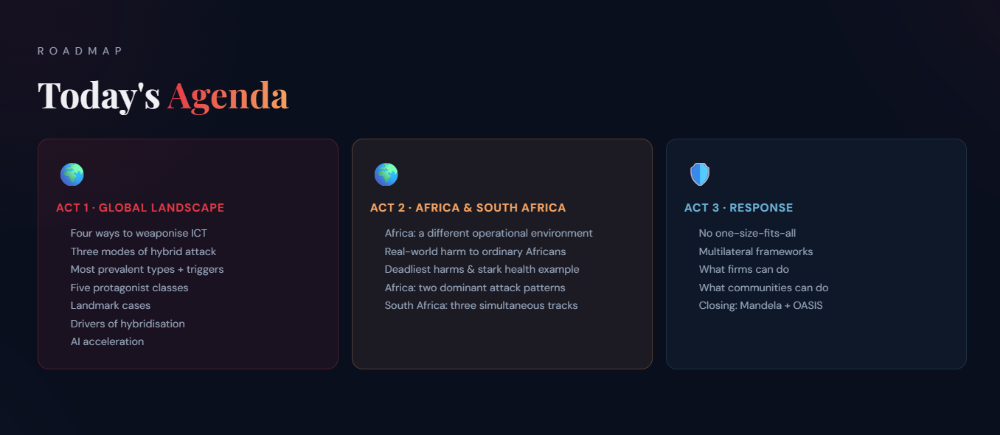 ROADMAP
Today's Agenda
ACT 1 · GLOBAL LANDSCAPE
Four ways to weaponise ICT
Three modes of hybrid attack
Most prevalent types + triggers
Five protagonist classes
Landmark cases
Drivers of hybridisation
AI acceleration
ACT 2 · AFRICA & SOUTH AFRICA
Africa: a different operational environment
Real-world harm to ordinary Africans
Deadliest harms & stark health example
Africa: two dominant attack patterns
South Africa: three simultaneous tracks
ACT 3 · RESPONSE
No one-size-fits-all
Multilateral frameworks
What firms can do
What communities can do
Closing: Mandela + OASIS